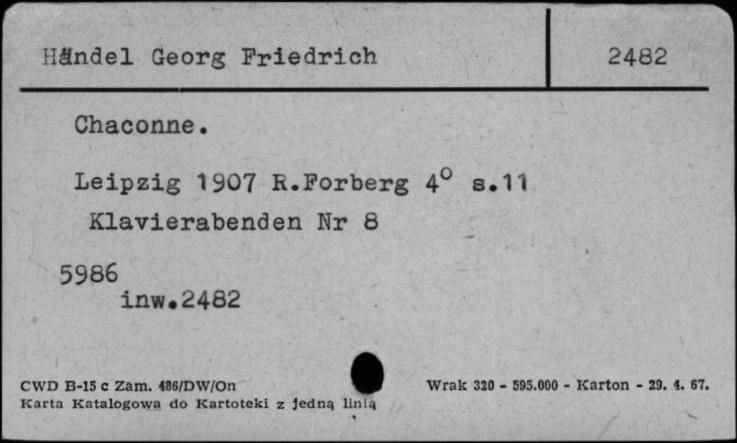 Händel Georg Friedrich 2482
Chaconne.
Leipzig 1907 R.Forberg 4° s.11
Klavierabenden Nr 8
5986
inw.2482
CWD B-15 c Zam. 486/DW/On Wrak 320 - 595.000 - Karton - 29. 4. 67.
Karta Katalogowa do Kartoteki z jedną linią